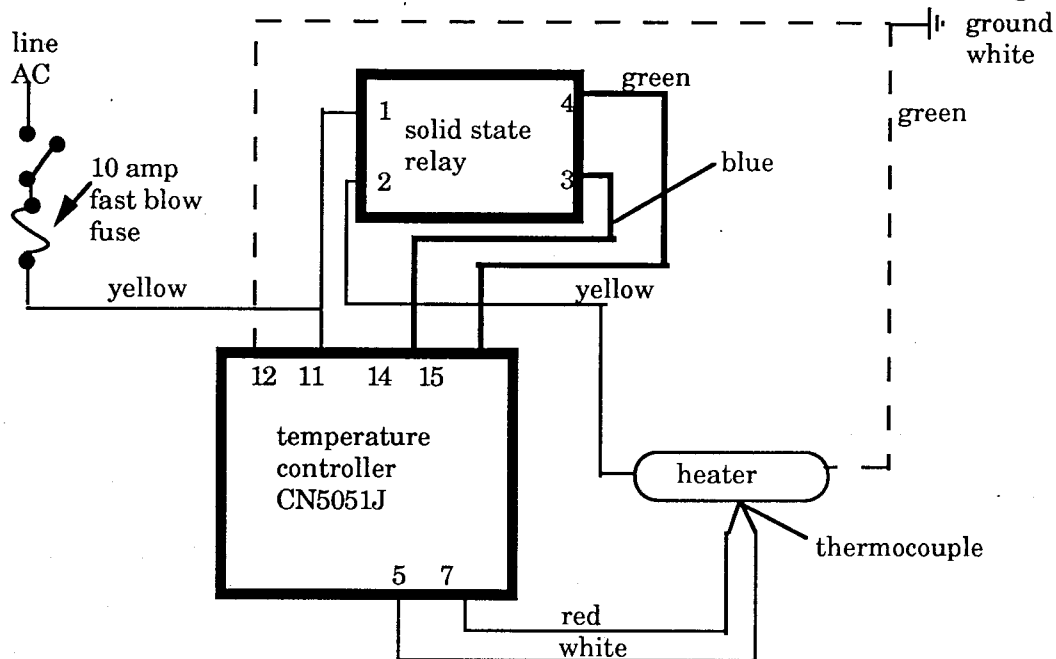 line
AC
10 amp
fast blow
fuse
yellow
1
2
solid state
relay
4
3
green
blue
ground
white
green
yellow
12 11 14 15
temperature
controller
CN5051J
5 7
heater
thermocouple
red
white